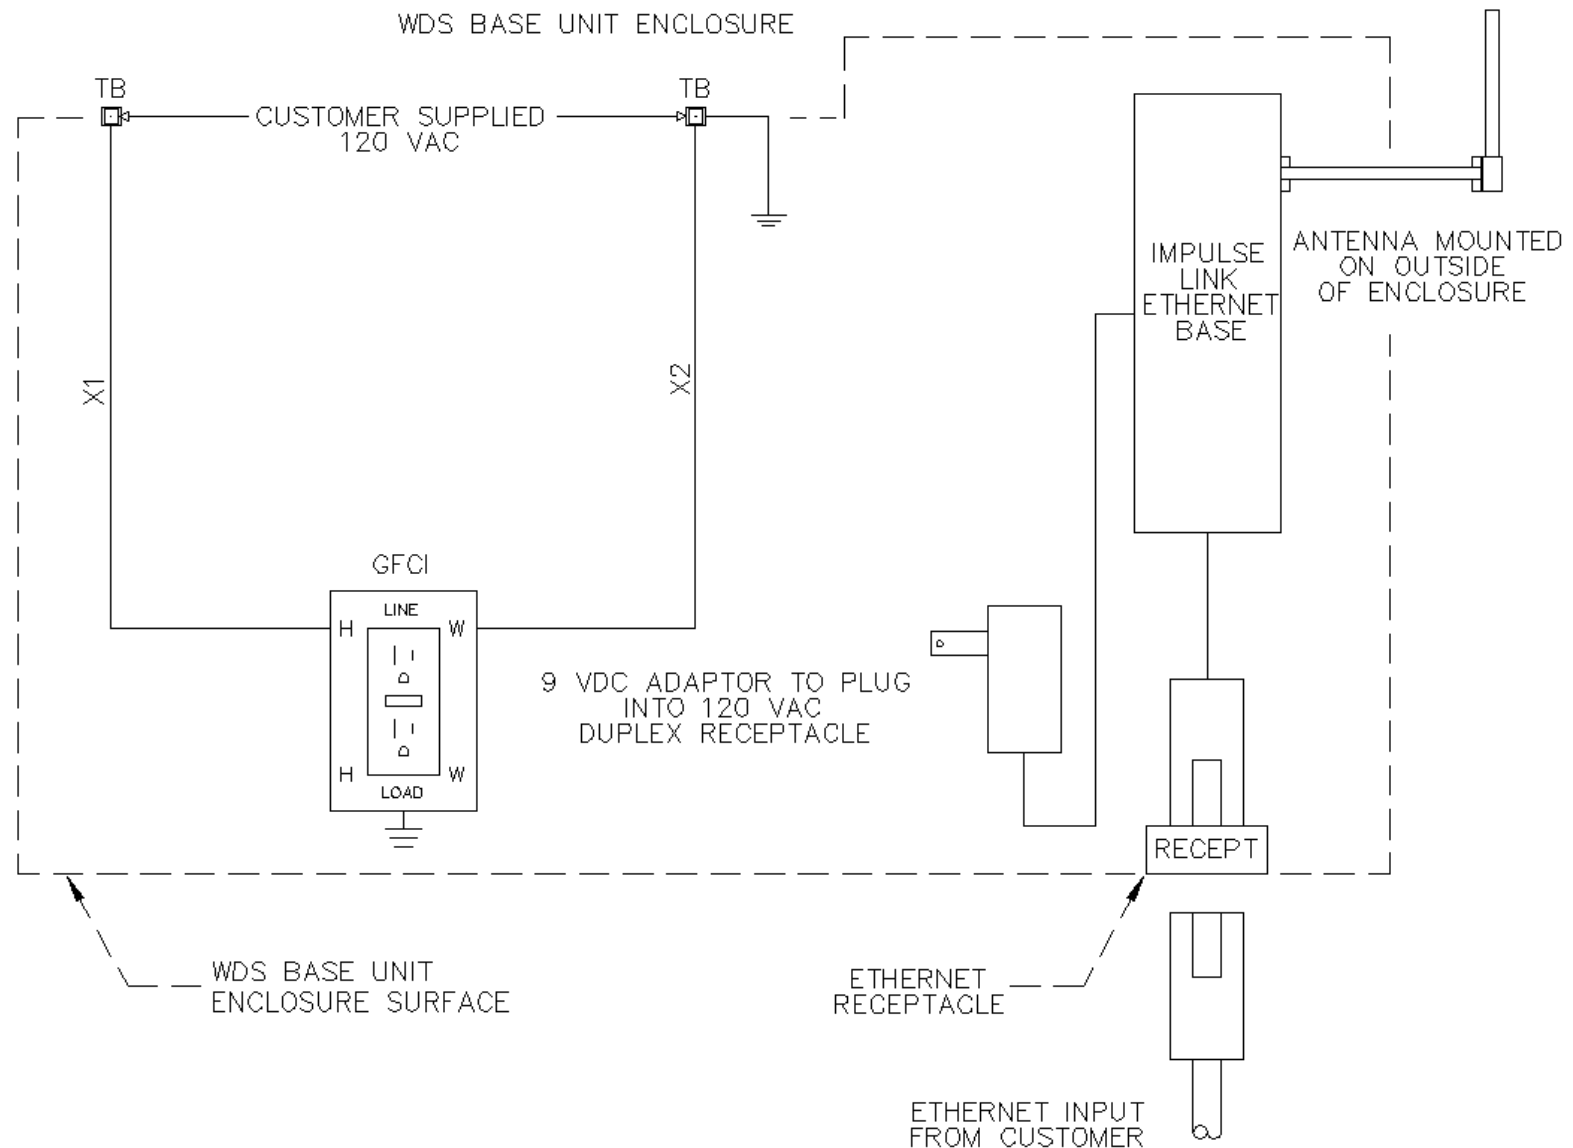 WDS BASE UNIT ENCLOSURE
TB
TB
CUSTOMER SUPPLIED
120 VAC
IMPULSE
LINK
ETHERNET
BASE
ANTENNA MOUNTED
ON OUTSIDE
OF ENCLOSURE
X1
X2
GFCI
LINE
H
W
H
W
LOAD
9 VDC ADAPTOR TO PLUG
INTO 120 VAC
DUPLEX RECEPTACLE
RECEPT
WDS BASE UNIT
ENCLOSURE SURFACE
ETHERNET
RECEPTACLE
ETHERNET INPUT
FROM CUSTOMER